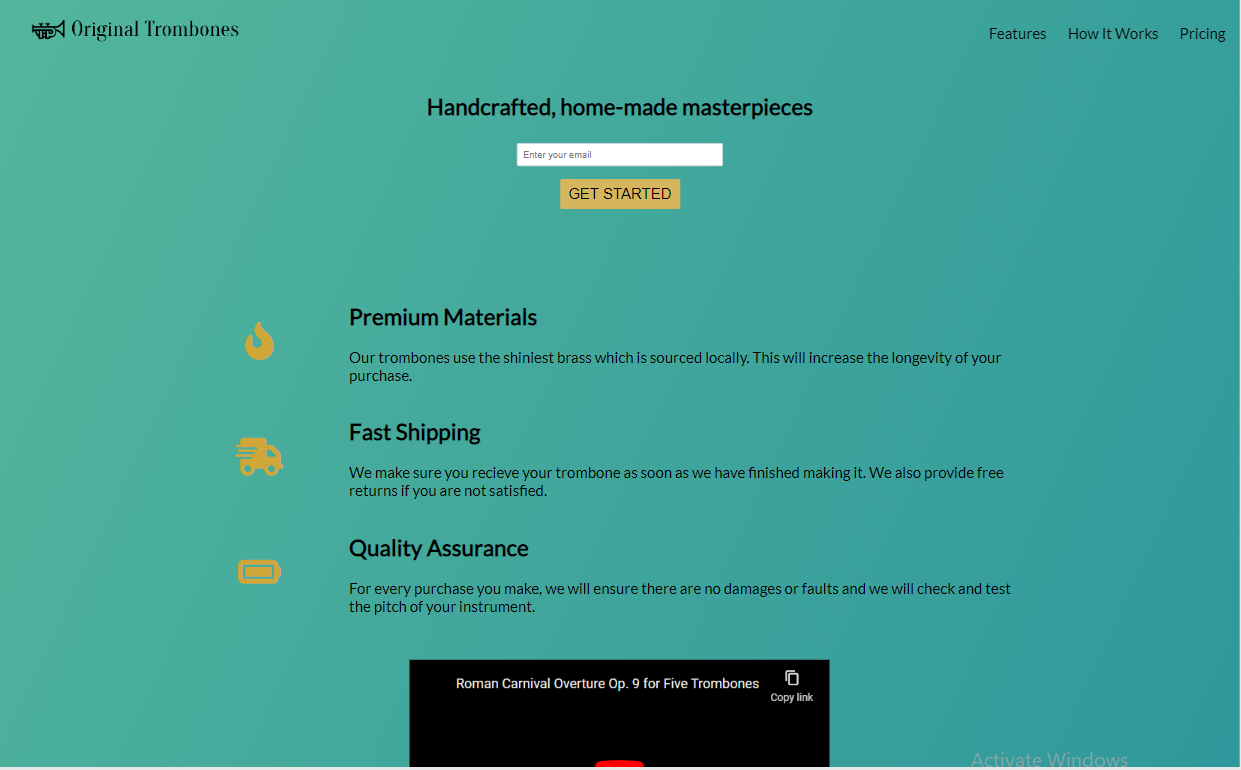 Original Trombones
Features How It Works Pricing
Handcrafted, home-made masterpieces
Enter your email
GET STARTED
Premium Materials
Our trombones use the shiniest brass which is sourced locally. This will increase the longevity of your
purchase.
Fast Shipping
We make sure you recieve your trombone as soon as we have finished making it. We also provide free
returns if you are not satisfied.
Quality Assurance
For every purchase you make, we will ensure there are no damages or faults and we will check and test
the pitch of your instrument.
Roman Carnival Overture Op. 9 for Five Trombones
Copy link
Activate Windows